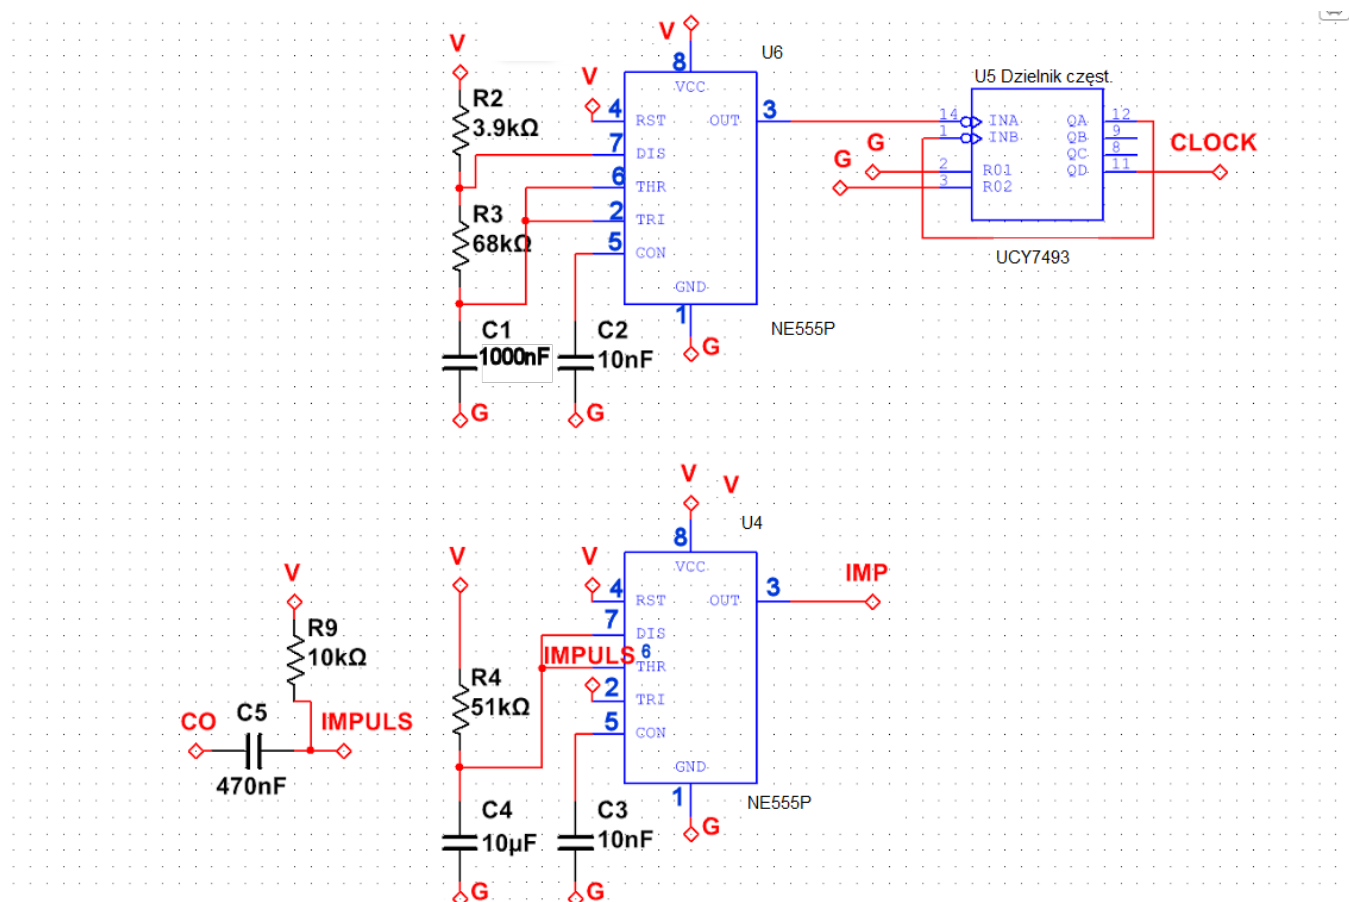 V
V
V
8
U6
VCC
R2
3.9kΩ
4
RST
OUT
3
7
DIS
6
THR
R3
68kΩ
2
TRI
5
CON
GND
1
G
NE555P
C1
1000nF
C2
10nF
G
G
U5 Dzielnik częst.
14
INA
QA
12
1
INB
QB
9
QC
8
G
2
R01
QD
11
CLOCK
G
3
R02
UCY7493
V
V
U4
8
VCC
V
V
V
4
RST
OUT
3
IMP
R9
10kΩ
7
DIS
IMPULS
6
THR
R4
51kΩ
2
TRI
5
CON
CO
C5
IMPULS
470nF
GND
1
G
NE555P
C4
10µF
C3
10nF
G
G